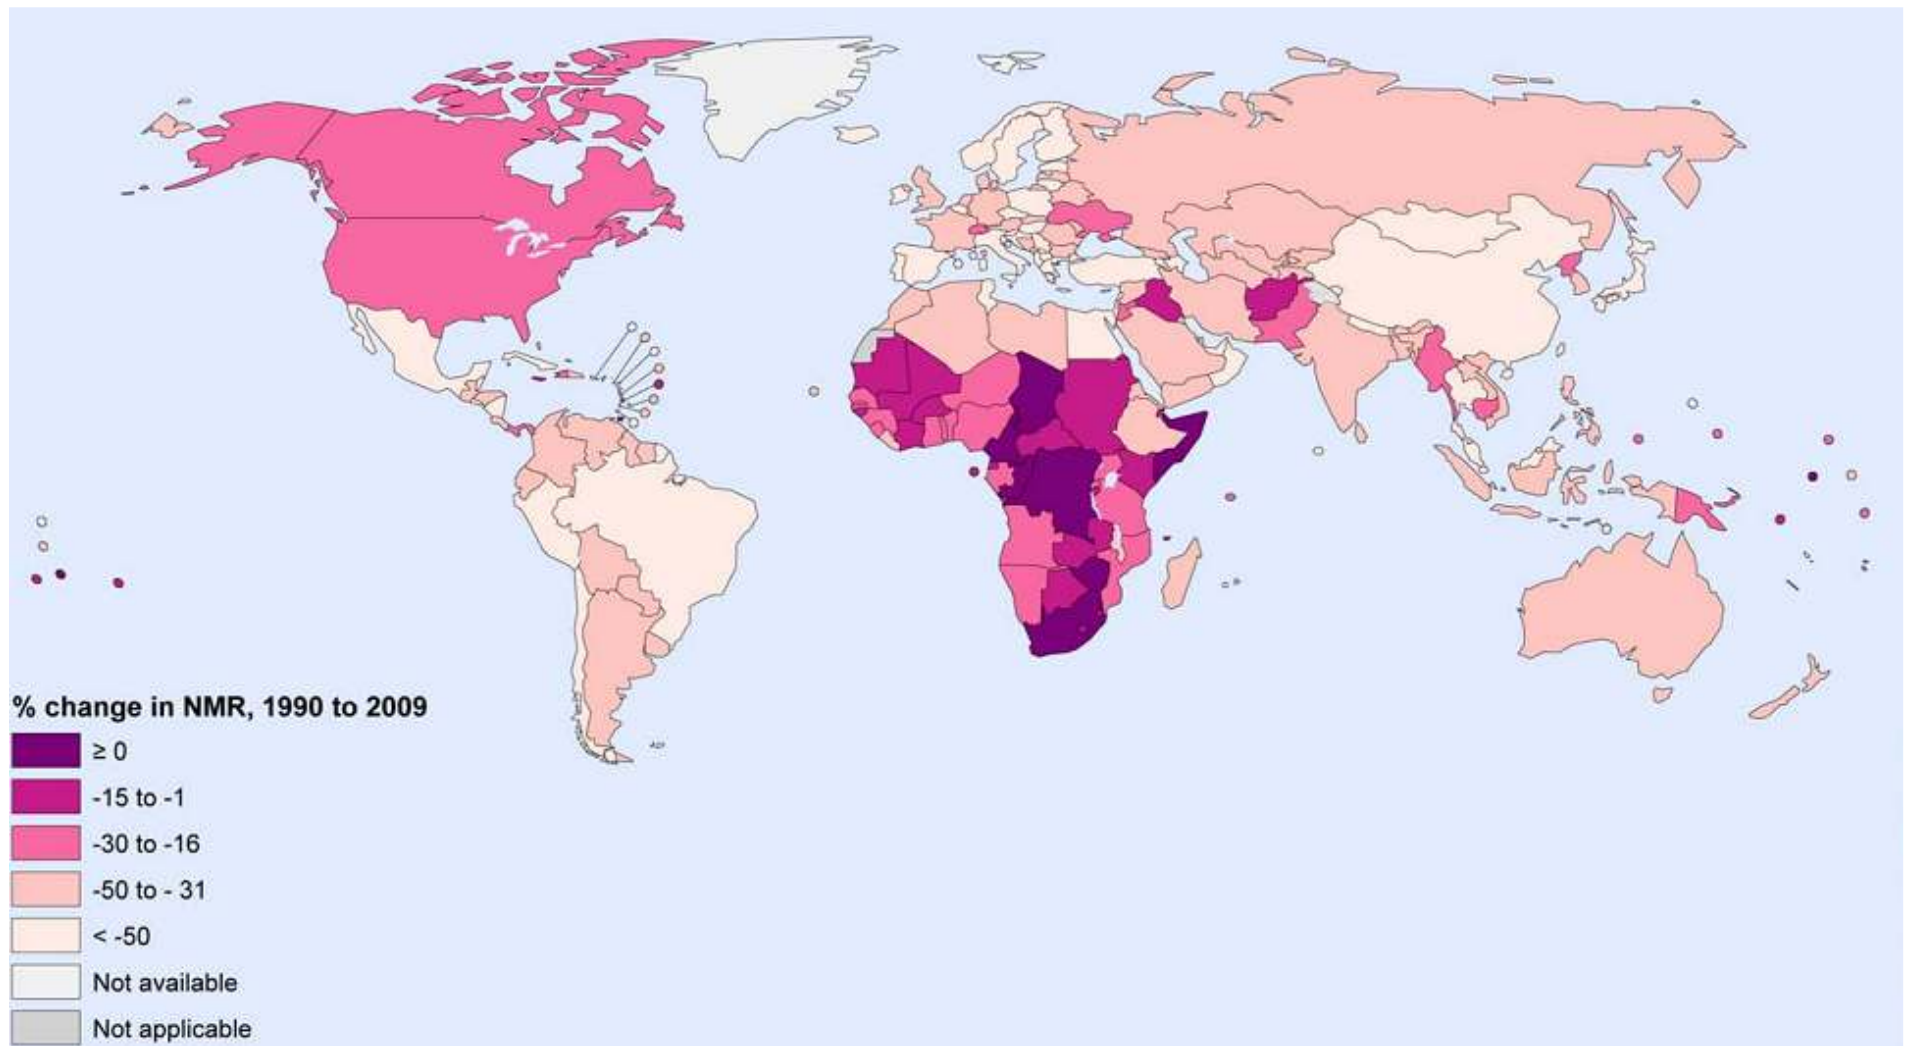 % change in NMR, 1990 to 2009
≥ 0
-15 to -1
-30 to -16
-50 to - 31
< -50
Not available
Not applicable